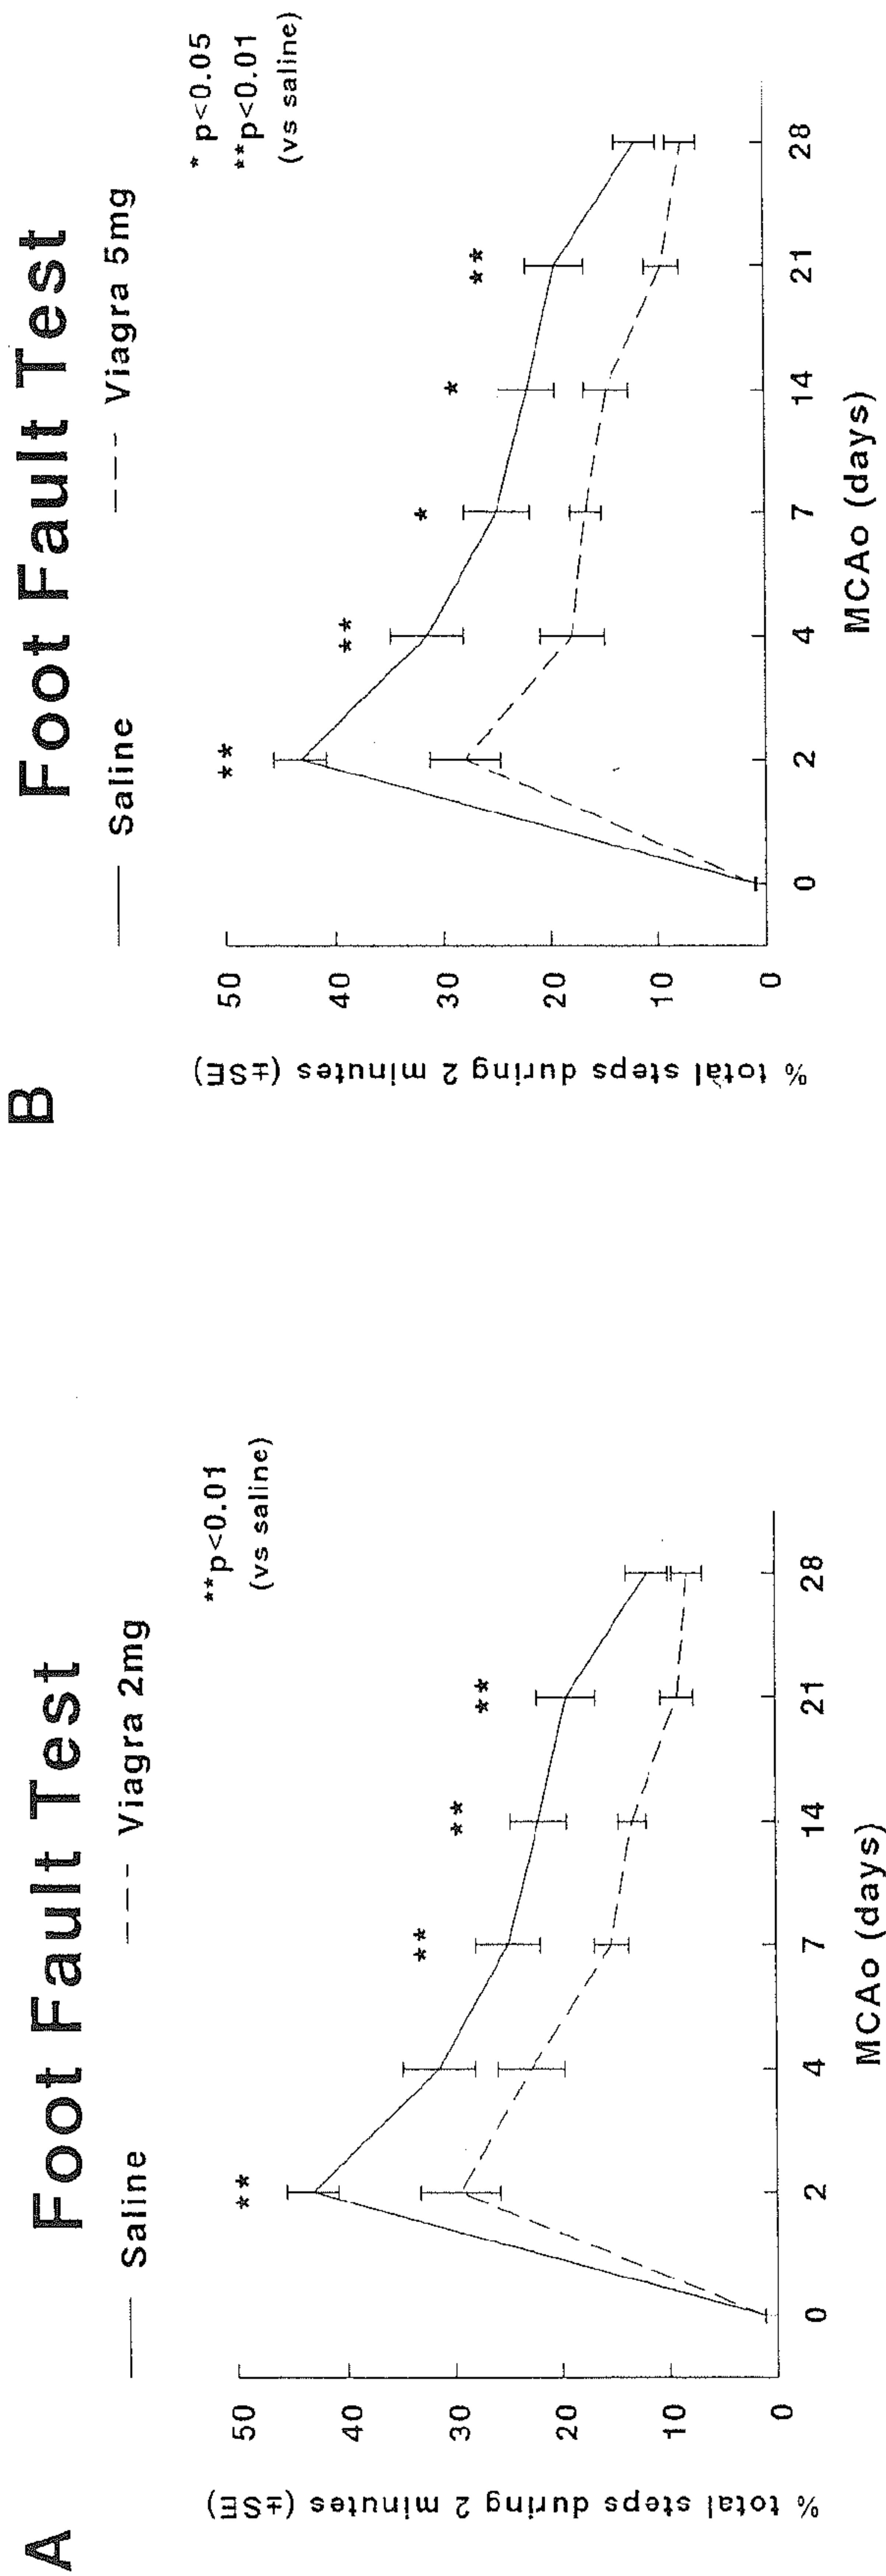 A
Foot Fault Test
Saline
Viagra 2mg
**p<0.01
(vs saline)
% total steps during 2 minutes (±SE)
50
40
30
20
10
0
**
**
**
**
0 2 4 7 14 21 28
MCAo (days)
B
Foot Fault Test
Saline
Viagra 5mg
* p<0.05
**p<0.01
(vs saline)
% total steps during 2 minutes (±SE)
50
40
30
20
10
0
**
**
*
*
**
0 2 4 7 14 21 28
MCAo (days)